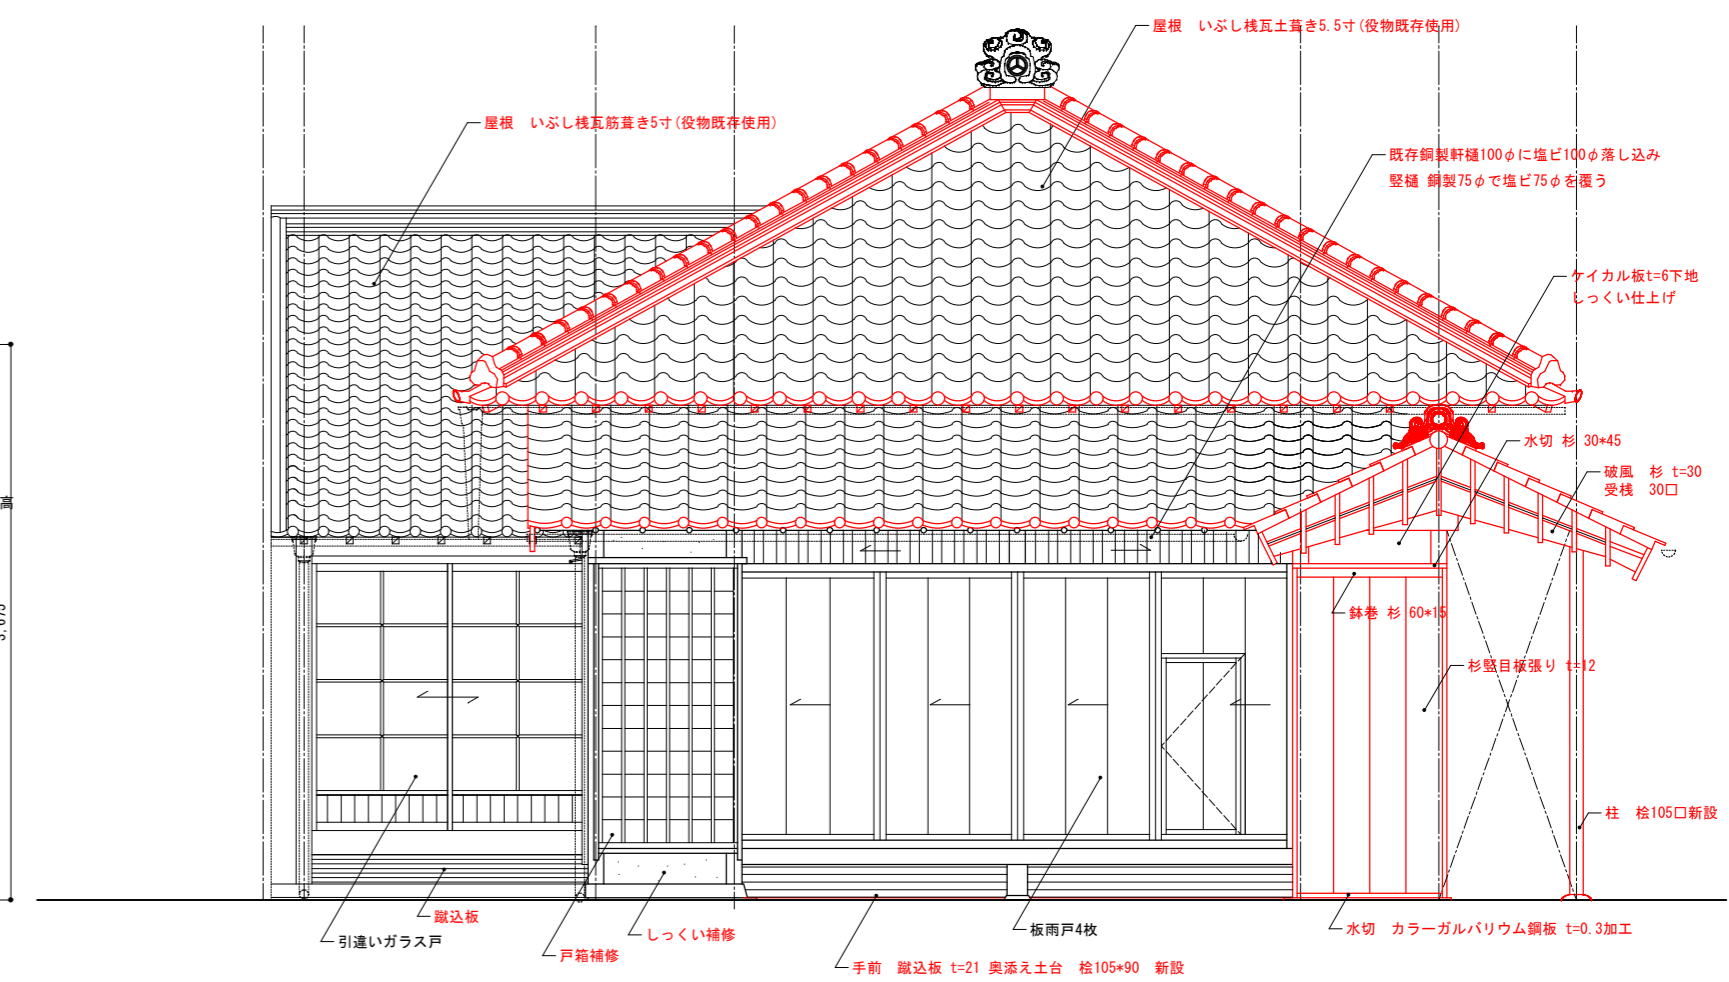 屋根　いぶし桟瓦土葺き5.5寸(役物既存使用)
屋根　いぶし桟瓦筋葺き5寸(役物既存使用)
既存銅製軒樋100φに塩ビ100φ落し込み
竪樋 銅製75φで塩ビ75φを覆う
ケイカル板t=6下地
しっくい仕上げ
水切 杉 30*45
破風　杉 t=30
受桟　30口
高
鉢巻 杉 60*15
杉竪目板張り t=12
柱　桧105口新設
蹴込板
引違いガラス戸
しっくい補修
戸箱補修
板雨戸4枚
水切　カラーガルバリウム鋼板 t=0.3加工
手前　蹴込板 t=21 奥添え土台　桧105*90　新設